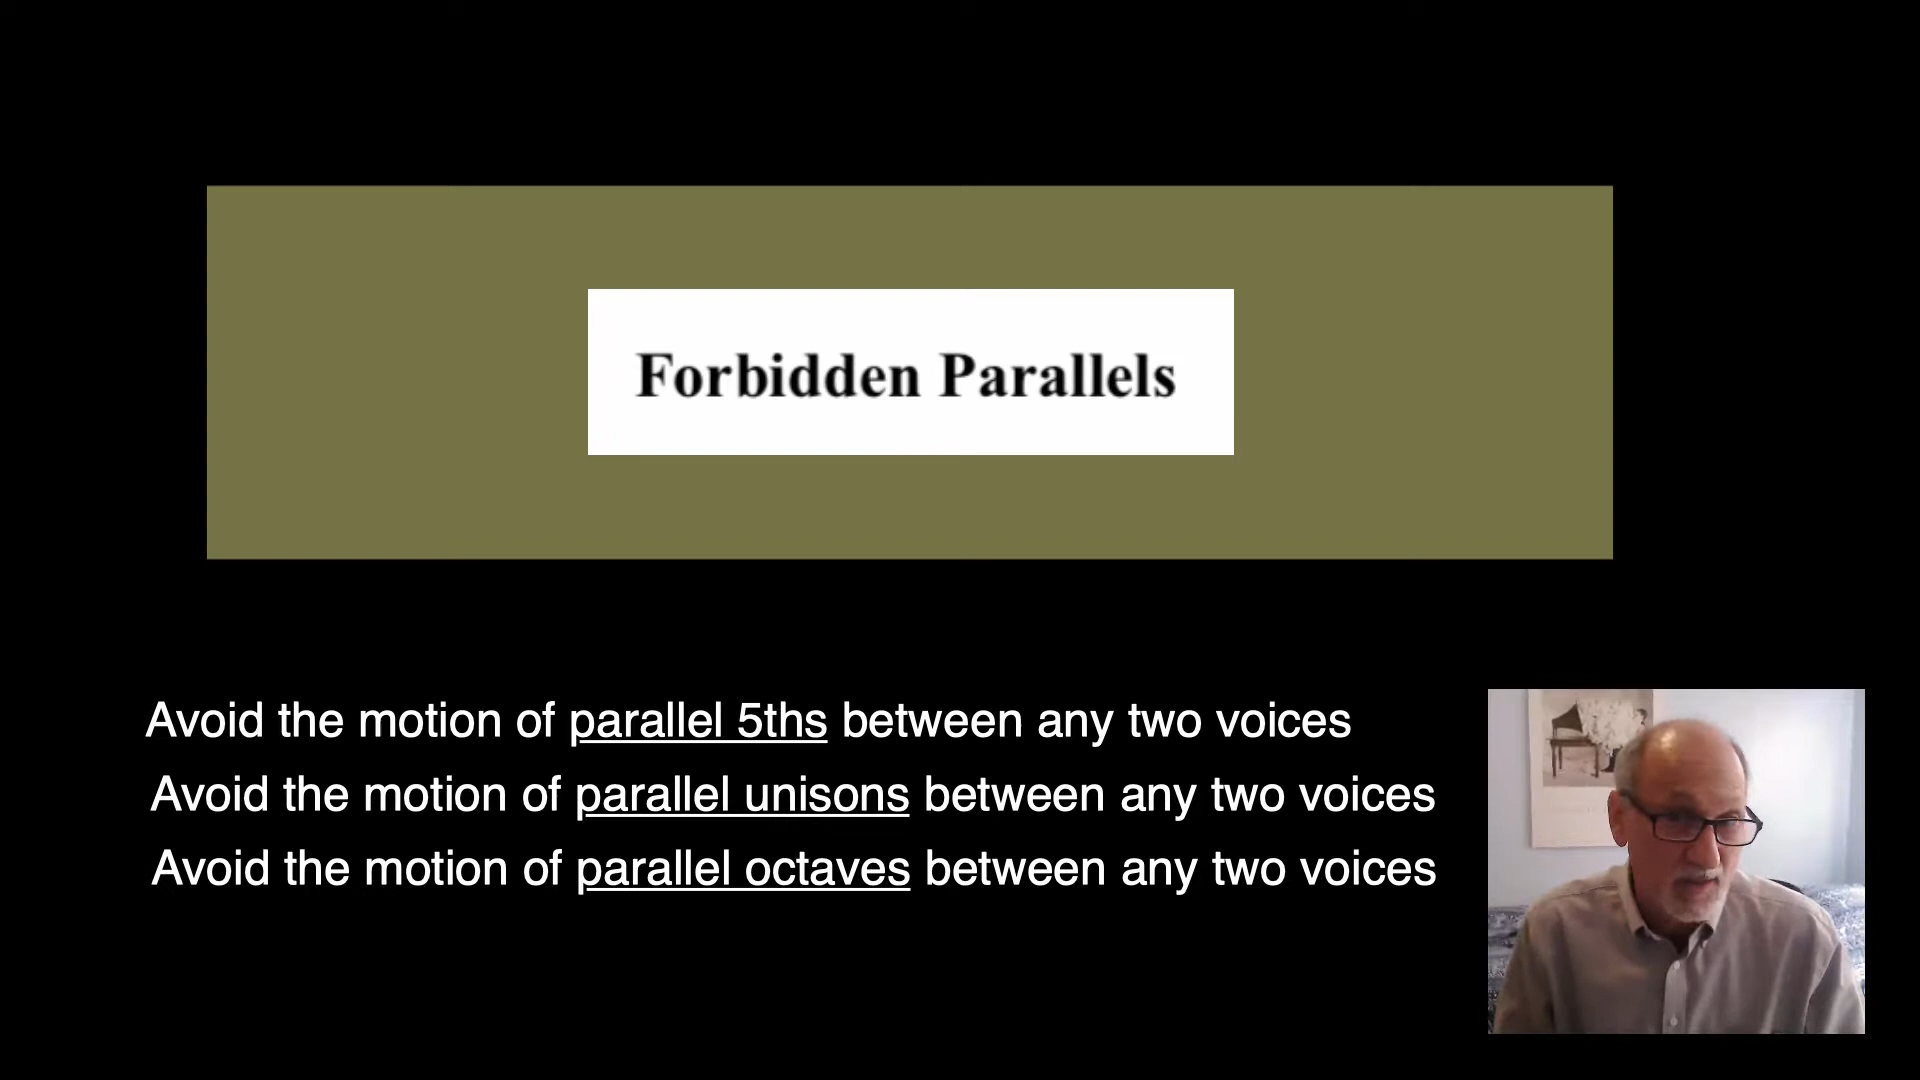 Forbidden Parallels
Avoid the motion of parallel 5ths between any two voices
Avoid the motion of parallel unisons between any two voices
Avoid the motion of parallel octaves between any two voices